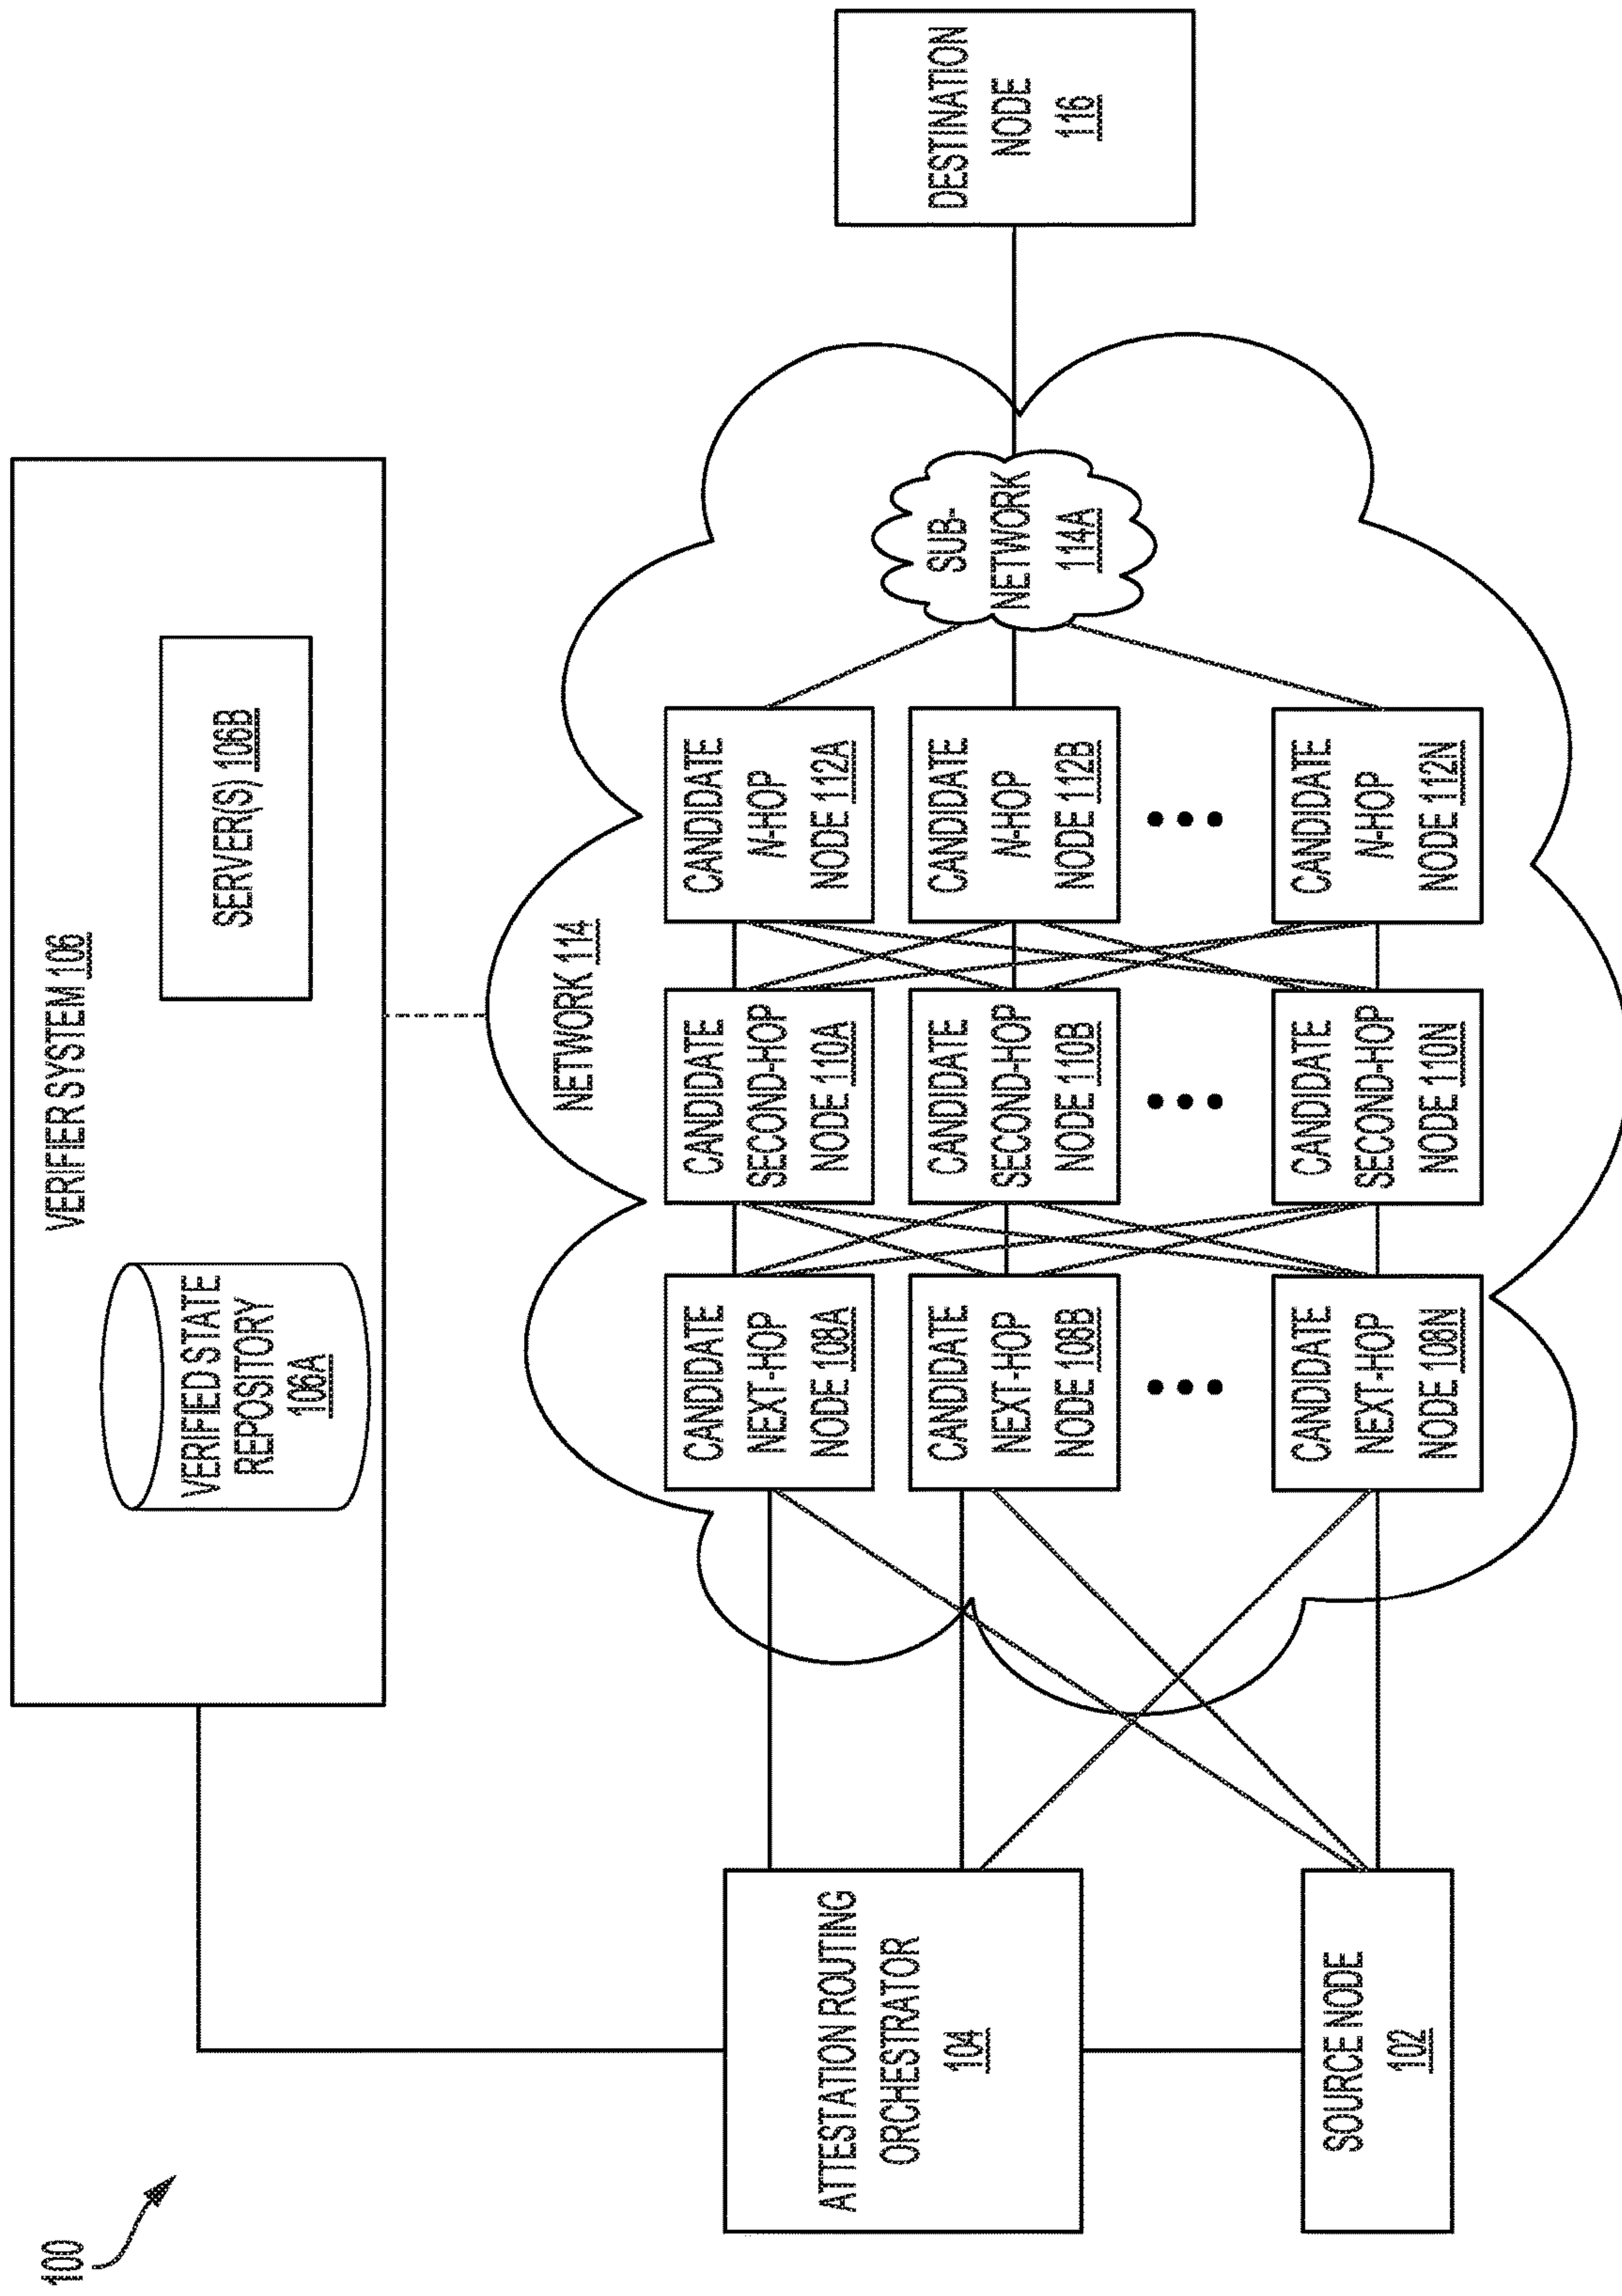 100
VERIFIER SYSTEM 106
VERIFIED STATE
REPOSITORY
106A
SERVER(S) 106B
NETWORK 114
ATTESTATION ROUTING
ORCHESTRATOR
104
SOURCE NODE
102
CANDIDATE
NEXT-HOP
NODE 108A
CANDIDATE
SECOND-HOP
NODE 110A
CANDIDATE
N-HOP
NODE 112A
CANDIDATE
NEXT-HOP
NODE 108B
CANDIDATE
SECOND-HOP
NODE 110B
CANDIDATE
N-HOP
NODE 112B
CANDIDATE
NEXT-HOP
NODE 108N
CANDIDATE
SECOND-HOP
NODE 110N
CANDIDATE
N-HOP
NODE 112N
SUB-
NETWORK
114A
DESTINATION
NODE
116